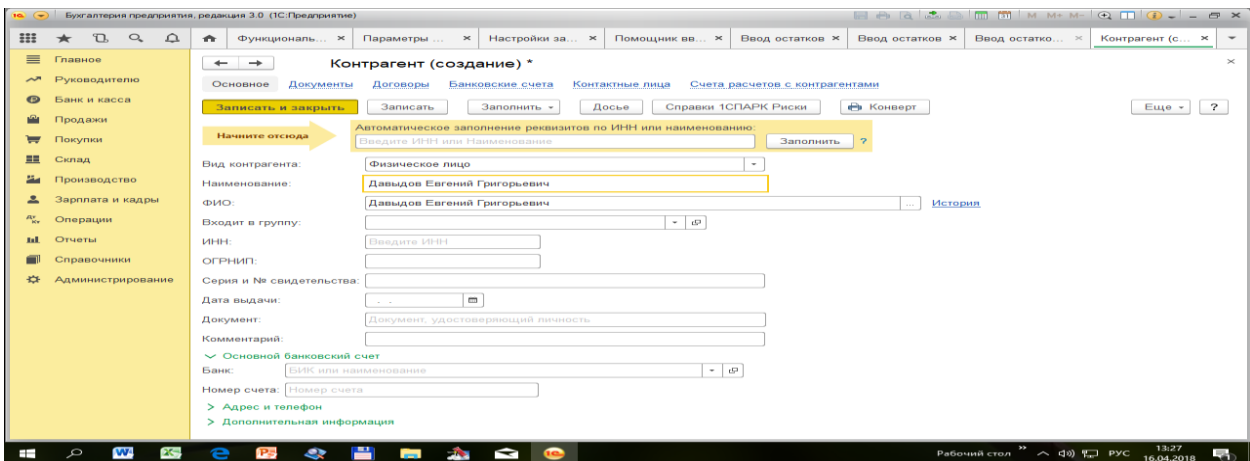 Бухгалтерия предприятия, редакция 3.0 (1С:Предприятие) M M+ M-
Функциональ... × Параметры ... × Настройки за... × Помощник вв... × Ввод остатков × Ввод остатков × Ввод остатко... × Контрагент (с... ×
Главное
Руководителю
Банк и касса
Продажи
Покупки
Склад
Производство
Зарплата и кадры
Операции
Отчеты
Справочники
Администрирование
Контрагент (создание) *
Основное Документы Договоры Банковские счета Контактные лица Счета расчетов с контрагентами
Записать и закрыть Записать Заполнить Досье Справки 1СПАРК Риски Конверт Еще ?
Начните отсюда
Автоматическое заполнение реквизитов по ИНН или наименованию:
Введите ИНН или Наименование Заполнить ?
Вид контрагента: Физическое лицо
Наименование: Давыдов Евгений Григорьевич
ФИО: Давыдов Евгений Григорьевич ... История
Входит в группу:
ИНН: Введите ИНН
ОГРНИП:
Серия и № свидетельства:
Дата выдачи: . .
Документ: Документ, удостоверяющий личность
Комментарий:
Основной банковский счет
Банк: БИК или наименование
Номер счета: Номер счета
Адрес и телефон
Дополнительная информация
Рабочий стол РУС 13:27
16.04.2018